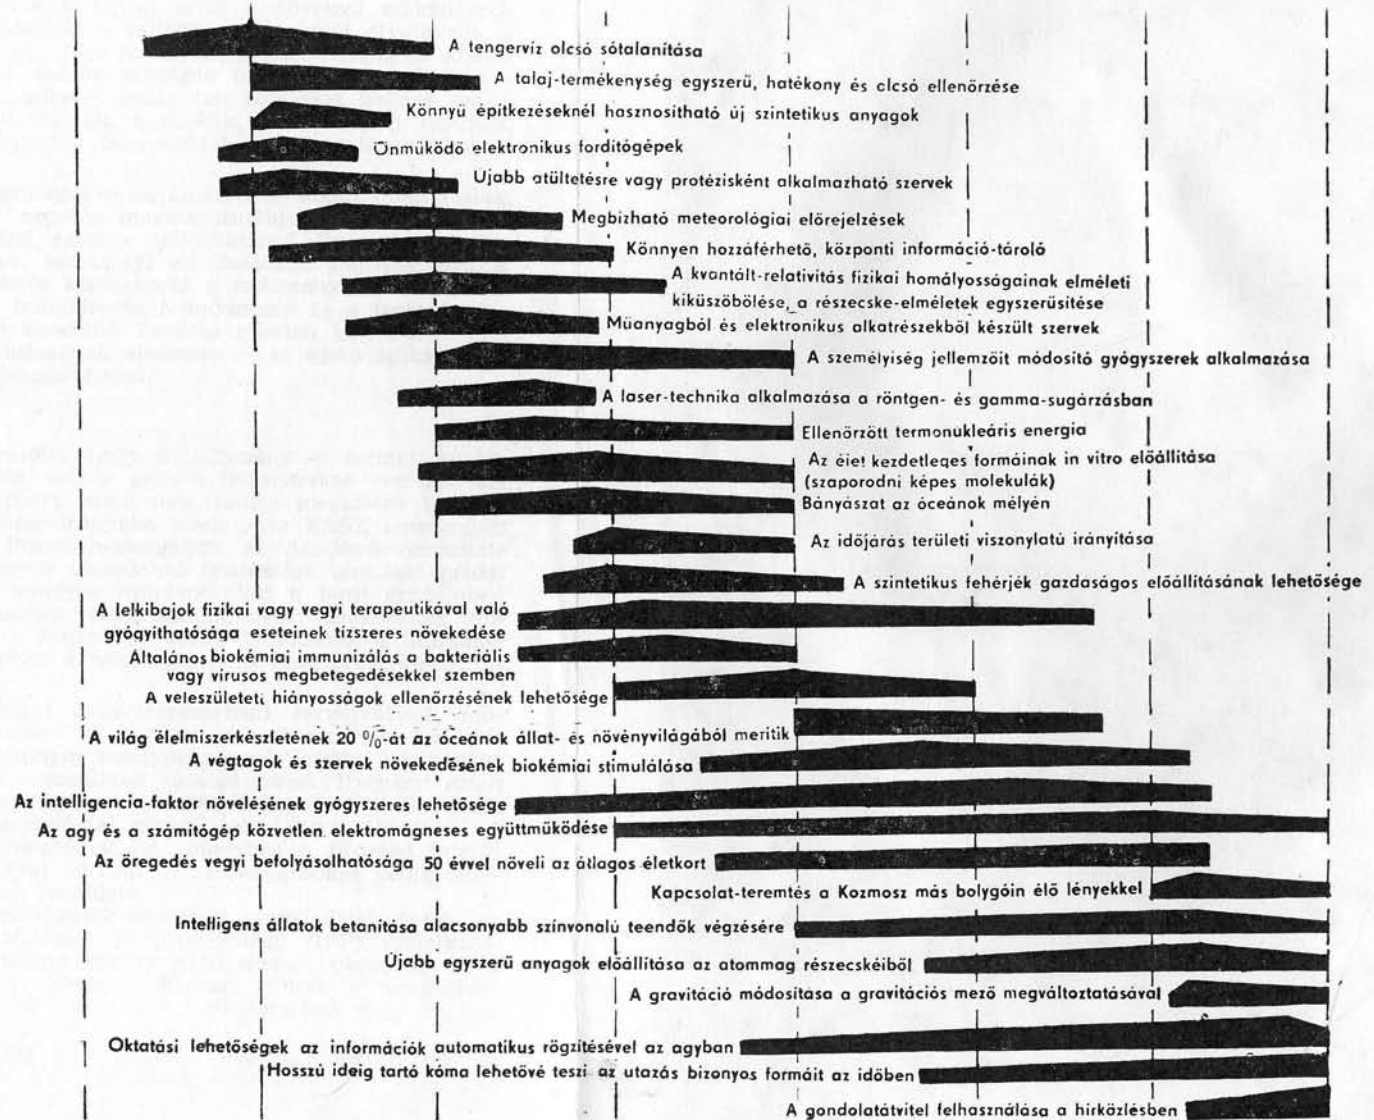 A tengervíz olcsó sótalanítása
A talaj-termékenység egyszerű, hatékony és olcsó ellenőrzése
Könnyű építkezéseknél hasznosítható új szintetikus anyagok
Önműködő elektronikus fordítógépek
Ujabb átültetésre vagy protézisként alkalmazható szervek
Megbízható meteorológiai előrejelzések
Könnyen hozzáférhető, központi információ-tároló
A kvantált-relativitás fizikai homályosságainak elméleti
kiküszöbölése, a részecske-elméletek egyszerűsítése
Műanyagból és elektronikus alkatrészekből készült szervek
A személyiség jellemzőit módosító gyógyszerek alkalmazása
A laser-technika alkalmazása a röntgen- és gamma-sugárzásban
Ellenőrzött termonukleáris energia
Az élet kezdetleges formáinak in vitro előállítása
(szaporodni képes molekulák)
Bányászat az óceánok mélyén
Az időjárás területi viszonylatú irányítása
A szintetikus fehérjék gazdaságos előállításának lehetősége
A lelkibajok fizikai vagy vegyi terapeutikával való
gyógyíthatósága eseteinek tízszeres növekedése
Általános biokémiai immunizálás a bakteriális
vagy vírusos megbetegedésekkel szemben
A veleszületett hiányosságok ellenőrzésének lehetősége
A világ élelmiszerkészletének 20 %-át az óceánok állat- és növényvilágából merítik
A végtagok és szervek növekedésének biokémiai stimulálása
Az intelligencia-faktor növelésének gyógyszeres lehetősége
Az agy és a számítógép közvetlen elektromágneses együttműködése
Az öregedés vegyi befolyásolhatósága 50 évvel növeli az átlagos életkort
Kapcsolat-teremtés a Kozmosz más bolygóin élő lényekkel
Intelligens állatok betanítása alacsonyabb színvonalú teendők végzésére
Újabb egyszerű anyagok előállítása az atommag részecskéiből
A gravitáció módosítása a gravitációs mező megváltoztatásával
Oktatási lehetőségek az információk automatikus rögzítésével az agyban
Hosszú ideig tartó kóma lehetővé teszi az utazás bizonyos formáit az időben
A gondolatátvitel felhasználása a hírközlésben